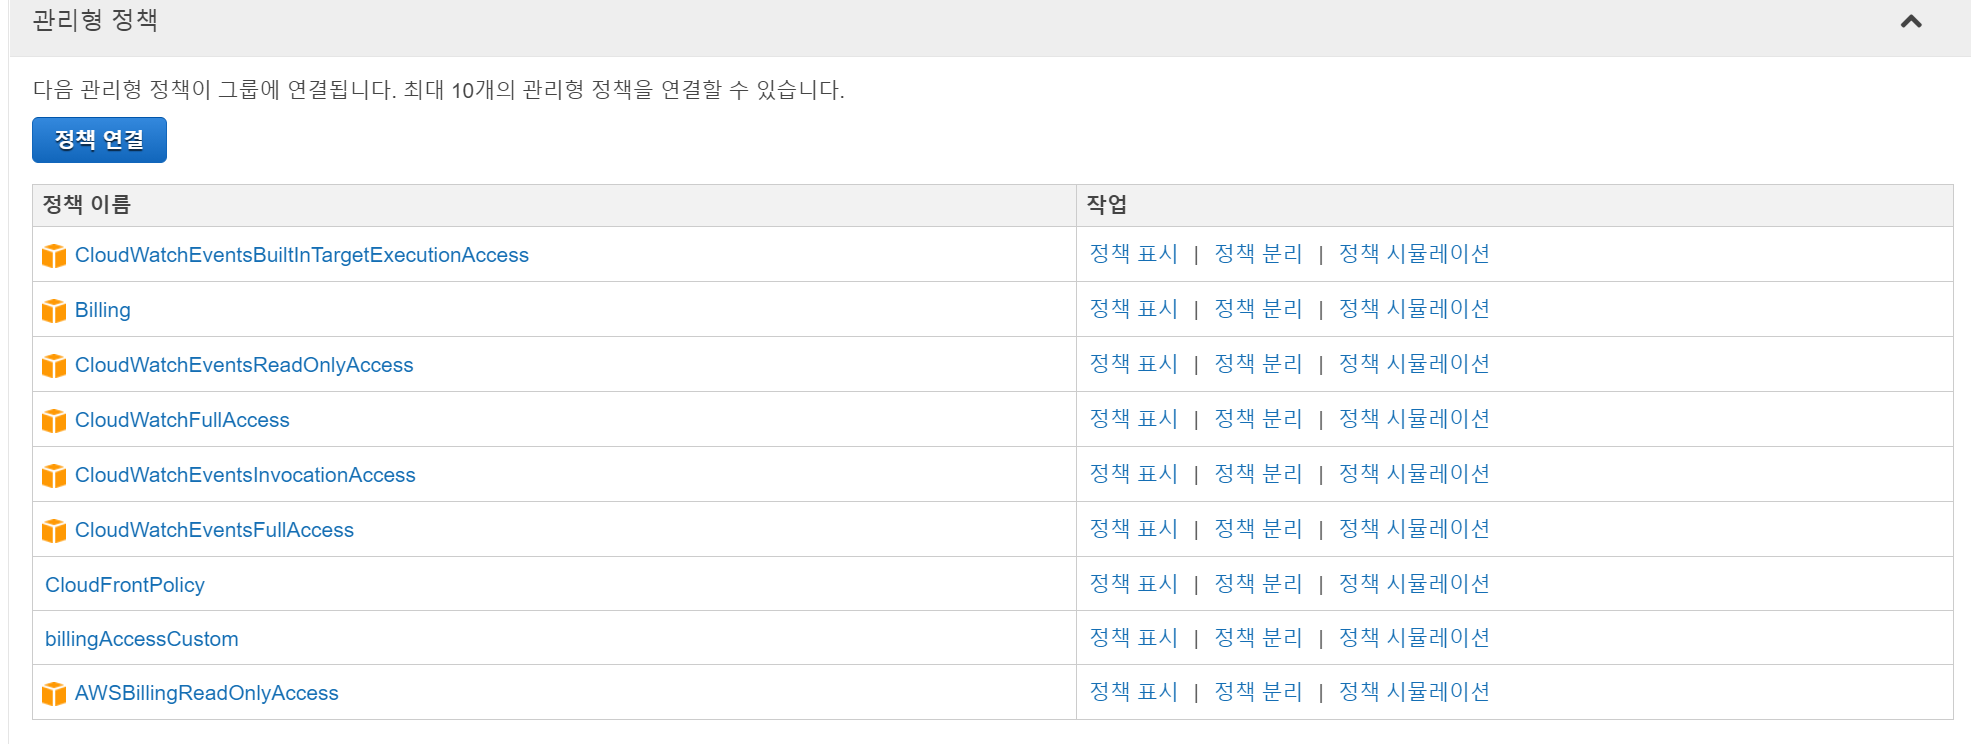 관리형 정책
다음 관리형 정책이 그룹에 연결됩니다. 최대 10개의 관리형 정책을 연결할 수 있습니다.
정책 연결
정책 이름 작업
CloudWatchEventsBuiltInTargetExecutionAccess 정책 표시 | 정책 분리 | 정책 시뮬레이션
Billing 정책 표시 | 정책 분리 | 정책 시뮬레이션
CloudWatchEventsReadOnlyAccess 정책 표시 | 정책 분리 | 정책 시뮬레이션
CloudWatchFullAccess 정책 표시 | 정책 분리 | 정책 시뮬레이션
CloudWatchEventsInvocationAccess 정책 표시 | 정책 분리 | 정책 시뮬레이션
CloudWatchEventsFullAccess 정책 표시 | 정책 분리 | 정책 시뮬레이션
CloudFrontPolicy 정책 표시 | 정책 분리 | 정책 시뮬레이션
billingAccessCustom 정책 표시 | 정책 분리 | 정책 시뮬레이션
AWSBillingReadOnlyAccess 정책 표시 | 정책 분리 | 정책 시뮬레이션